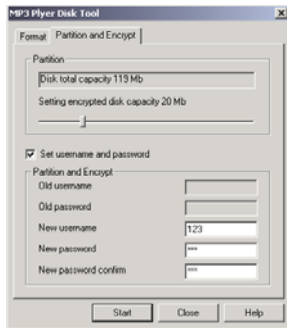 MP3 Plyer Disk Tool
Format Partition and Encrypt
Partition
Disk total capacity 119 Mb
Setting encrypted disk capacity 20 Mb
Set username and password
Partition and Encrypt
Old username
Old password
New username 123
New password ***
New password confirm ***
Start Close Help